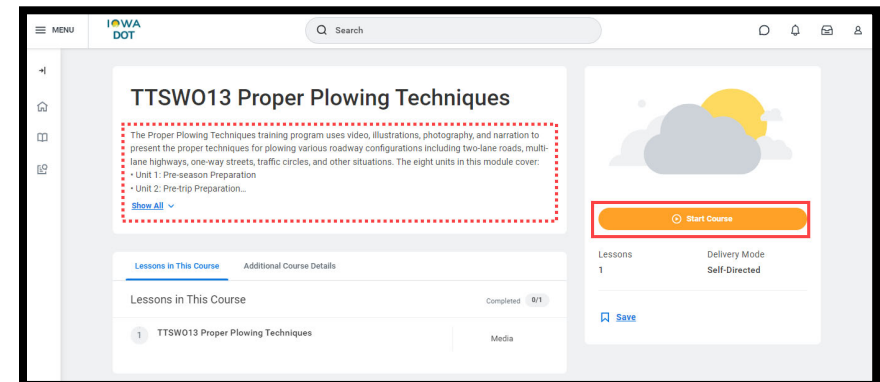 MENU
IOWA
DOT
Search
TTSWO13 Proper Plowing Techniques
The Proper Plowing Techniques training program uses video, illustrations, photography, and narration to
present the proper techniques for plowing various roadway configurations including two-lane roads, multi-
lane highways, one-way streets, traffic circles, and other situations. The eight units in this module cover:
• Unit 1: Pre-season Preparation
• Unit 2: Pre-trip Preparation...
Show All
Start Course
Lessons
Delivery Mode
1
Self-Directed
Save
Lessons in This Course
Additional Course Details
Lessons in This Course
Completed 0/1
1 TTSWO13 Proper Plowing Techniques
Media